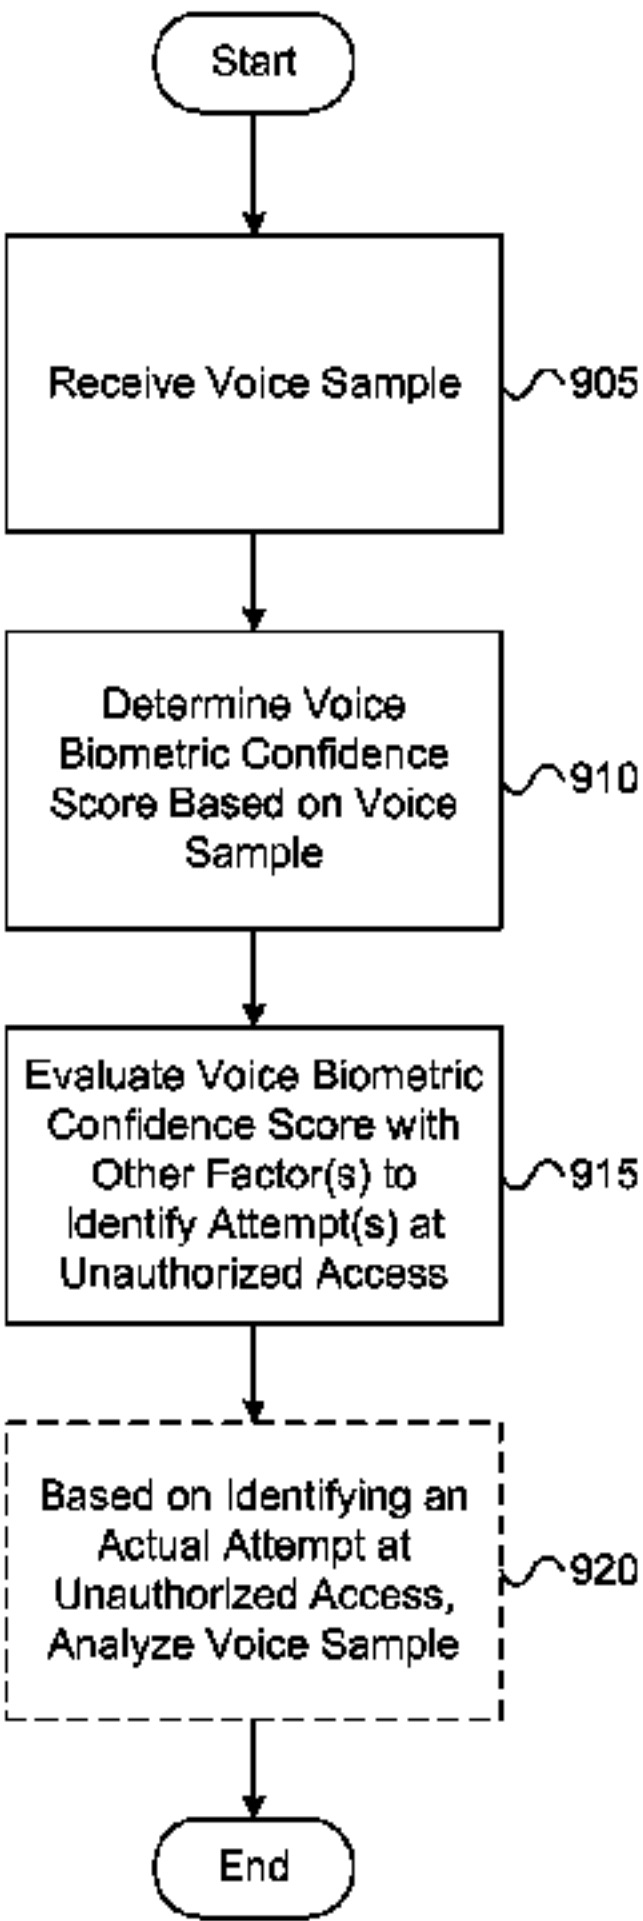 Start
Receive Voice Sample
905
Determine Voice
Biometric Confidence
Score Based on Voice
Sample
910
Evaluate Voice Biometric
Confidence Score with
Other Factor(s) to
Identify Attempt(s) at
Unauthorized Access
915
Based on Identifying an
Actual Attempt at
Unauthorized Access,
Analyze Voice Sample
920
End